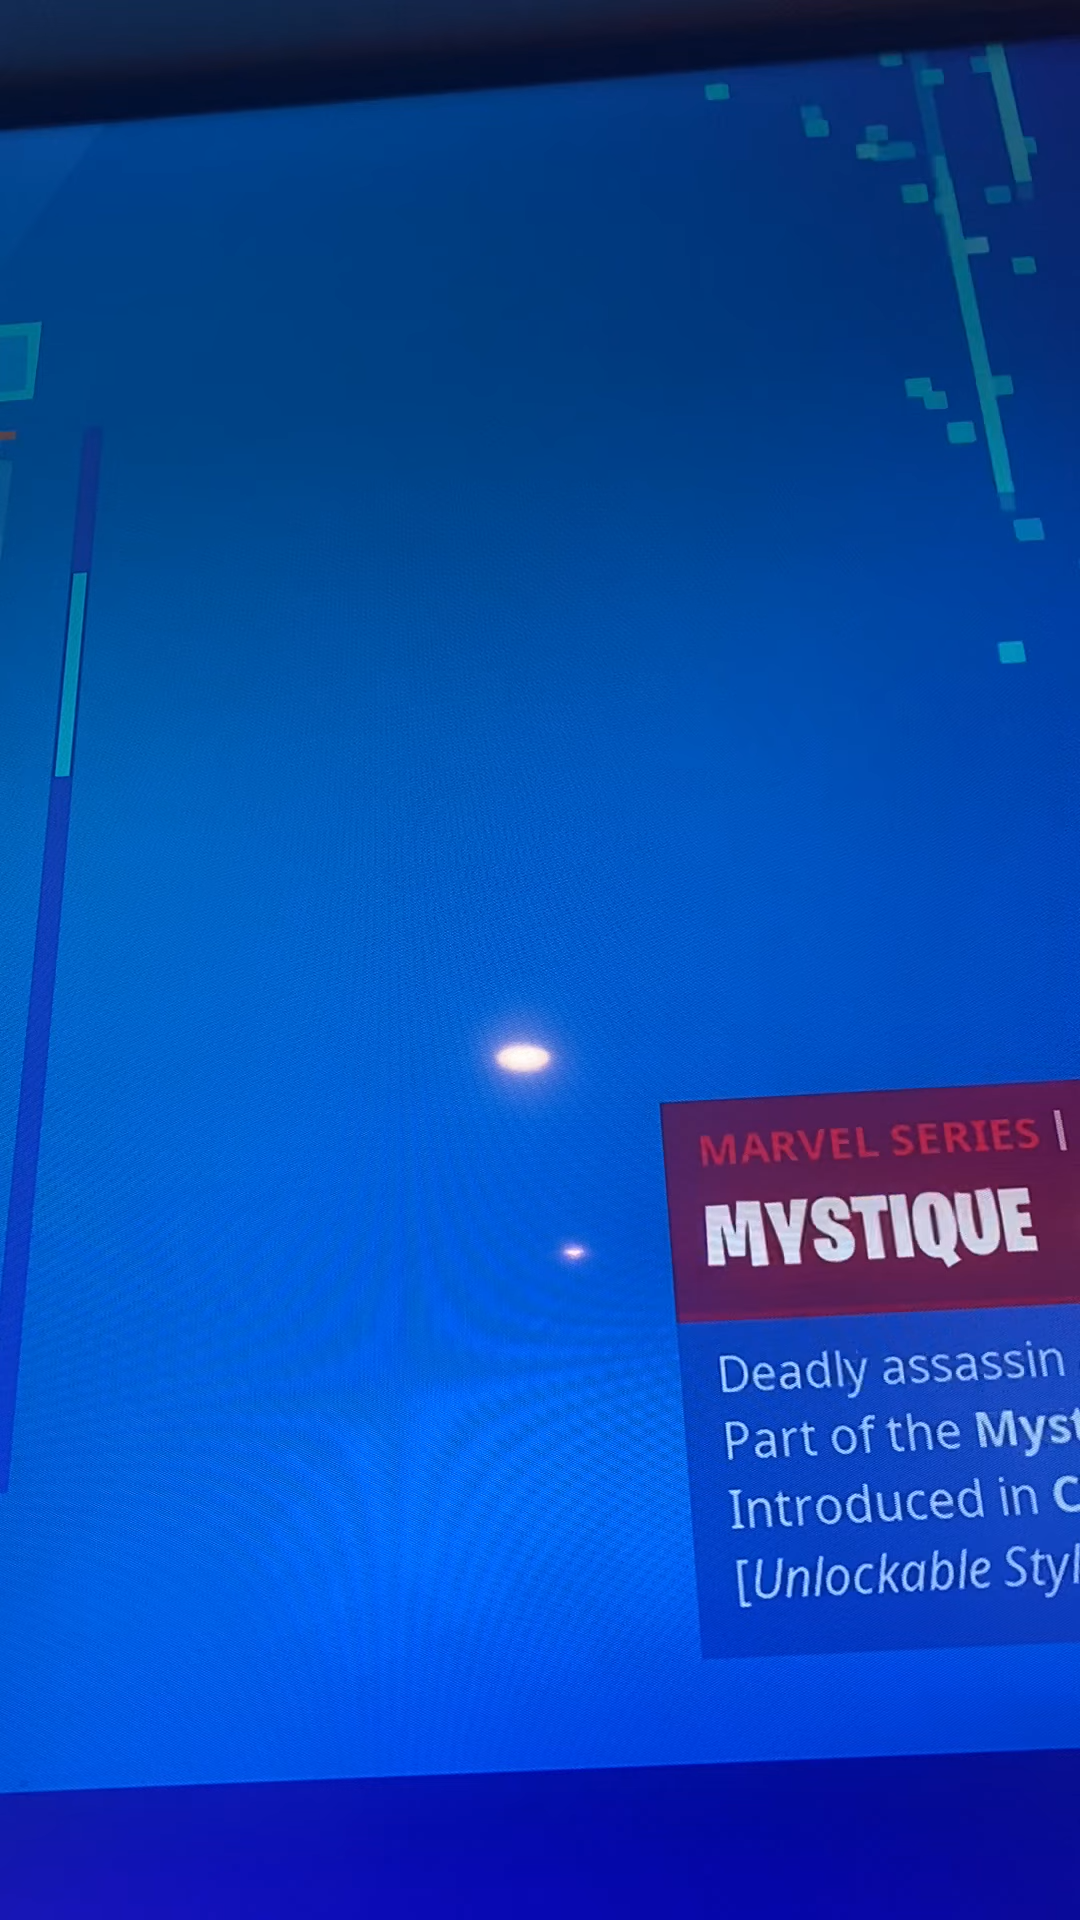 MARVEL SERIES |
MYSTIQUE
Deadly assassin
Part of the
Introduced in
[Unlockable